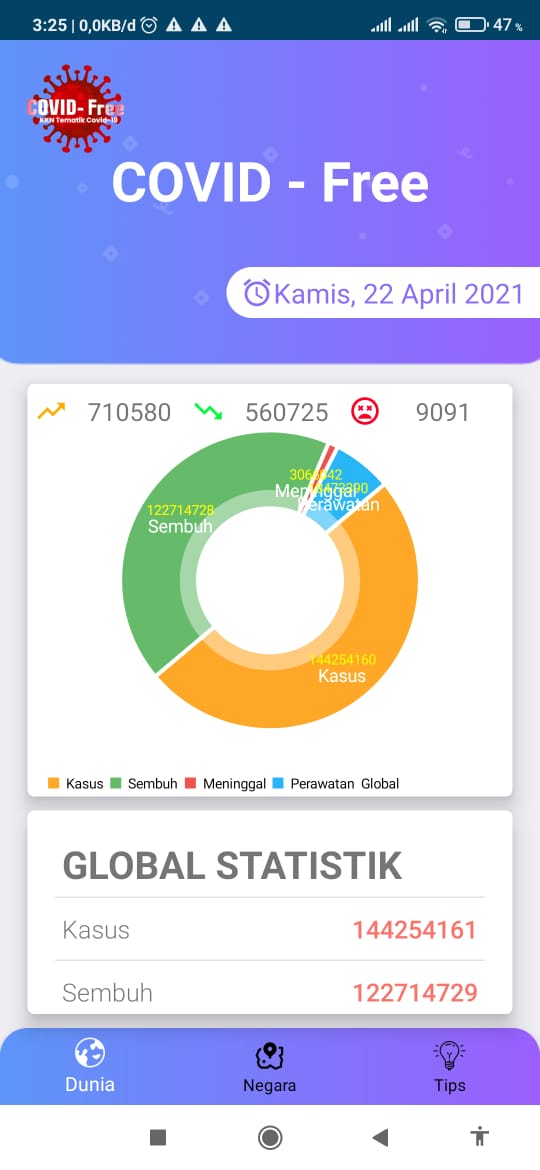 3:25 | 0,0KB/d
47 %
COVID- Free
KKN Tematik Covid-19
COVID - Free
Kamis, 22 April 2021
710580 560725 9091
Meninggal
Perawatan
122714728
Sembuh
144254160
Kasus
Kasus Sembuh Meninggal Perawatan Global
GLOBAL STATISTIK
Kasus 144254161
Sembuh 122714729
Dunia Negara Tips